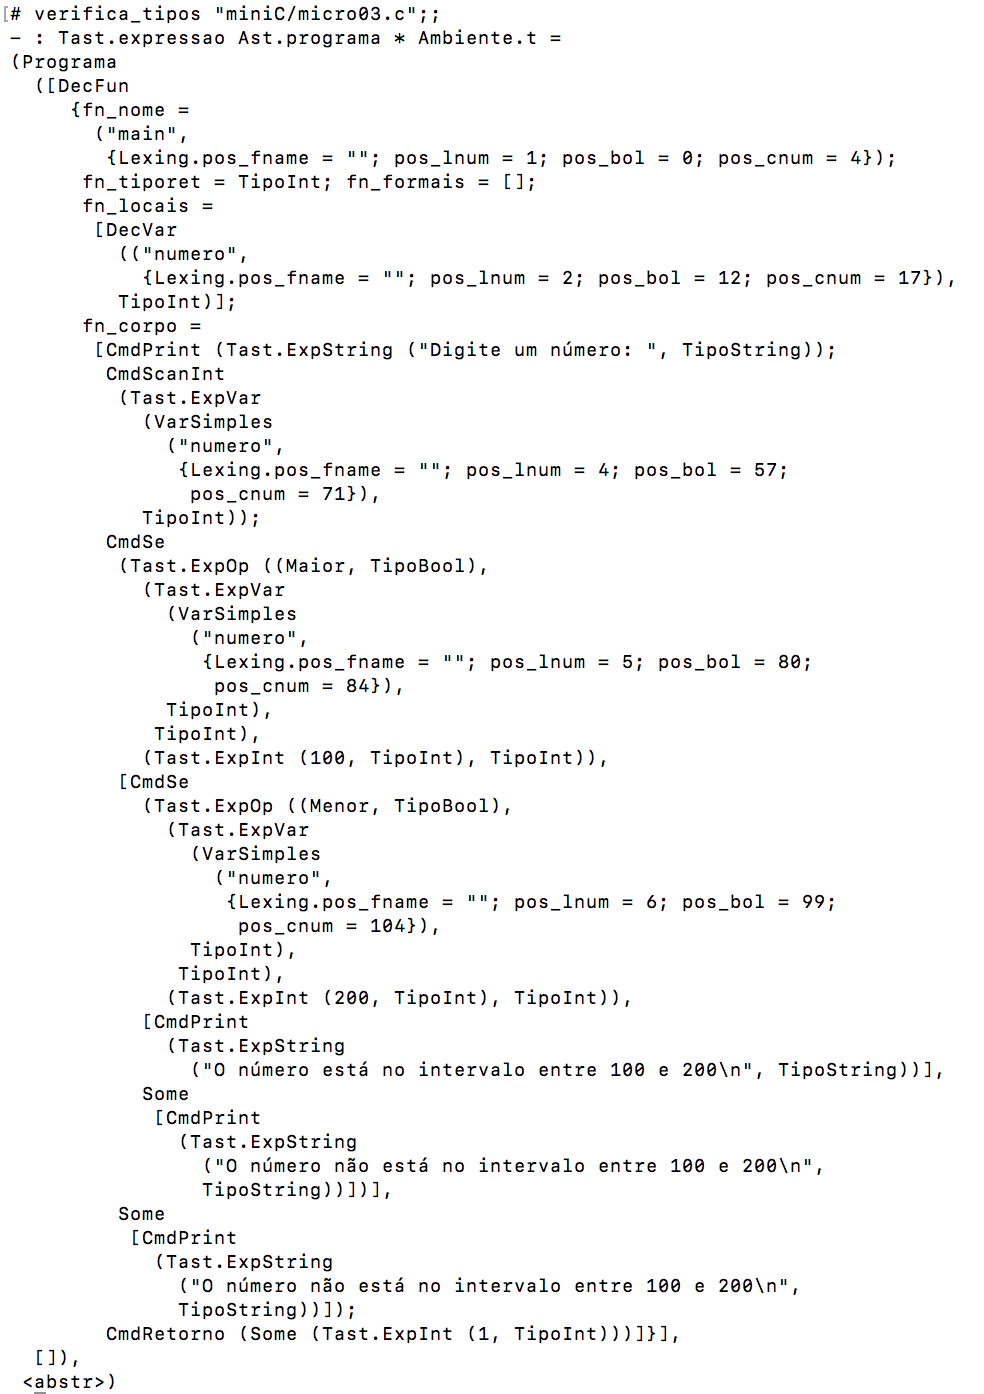 [# verifica_tipos "miniC/micro03.c";;
- : Tast.expressao Ast.programa * Ambiente.t =
(Programa
  ([DecFun
     {fn_nome =
       ("main",
        {Lexing.pos_fname = ""; pos_lnum = 1; pos_bol = 0; pos_cnum = 4});
      fn_tiporet = TipoInt; fn_formais = [];
      fn_locais =
       [DecVar
         (("numero",
           {Lexing.pos_fname = ""; pos_lnum = 2; pos_bol = 12; pos_cnum = 17}),
         TipoInt)];
      fn_corpo =
       [CmdPrint (Tast.ExpString ("Digite um número: ", TipoString));
        CmdScanInt
         (Tast.ExpVar
           (VarSimples
             ("numero",
              {Lexing.pos_fname = ""; pos_lnum = 4; pos_bol = 57;
               pos_cnum = 71}),
           TipoInt));
        CmdSe
         (Tast.ExpOp ((Maior, TipoBool),
           (Tast.ExpVar
             (VarSimples
               ("numero",
                {Lexing.pos_fname = ""; pos_lnum = 5; pos_bol = 80;
                 pos_cnum = 84}),
             TipoInt),
            TipoInt),
           (Tast.ExpInt (100, TipoInt), TipoInt)),
         [CmdSe
           (Tast.ExpOp ((Menor, TipoBool),
             (Tast.ExpVar
               (VarSimples
                 ("numero",
                  {Lexing.pos_fname = ""; pos_lnum = 6; pos_bol = 99;
                   pos_cnum = 104}),
               TipoInt),
              TipoInt),
             (Tast.ExpInt (200, TipoInt), TipoInt)),
           [CmdPrint
             (Tast.ExpString
               ("O número está no intervalo entre 100 e 200\n", TipoString))],
           Some
            [CmdPrint
              (Tast.ExpString
                ("O número não está no intervalo entre 100 e 200\n",
                TipoString))])],
         Some
          [CmdPrint
            (Tast.ExpString
              ("O número não está no intervalo entre 100 e 200\n",
              TipoString))]);
        CmdRetorno (Some (Tast.ExpInt (1, TipoInt)))]}],
  []),
 <abstr>)